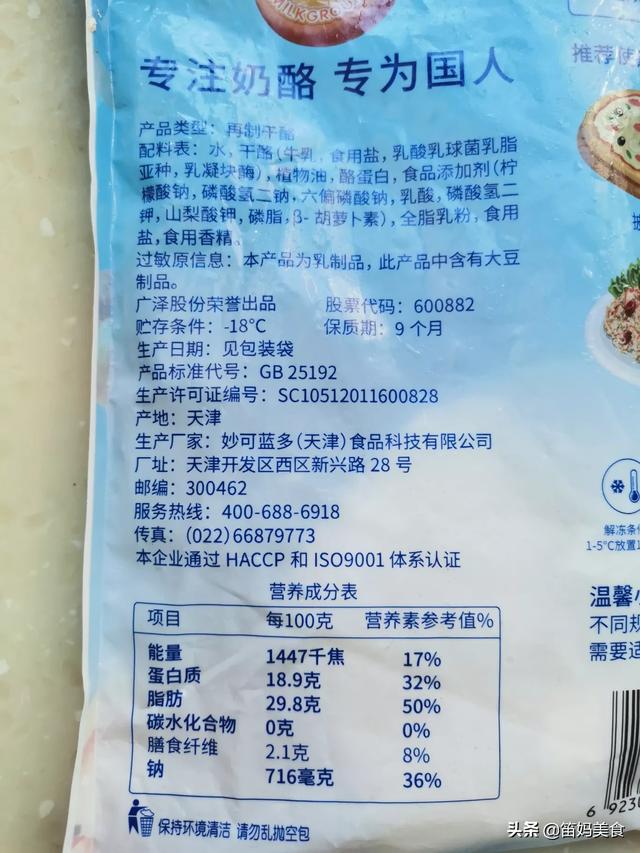 MILKGROU
专注奶酪 专为国人
推荐使
产品类型：再制干酪
配料表：水，干酪(牛乳，食用盐，乳酸乳球菌乳脂
亚种，乳凝块酶)，植物油，酪蛋白，食品添加剂(柠
檬酸钠，磷酸氢二钠，六偏磷酸钠，乳酸，磷酸氢二
钾，山梨酸钾，磷脂，β-胡萝卜素)，全脂乳粉，食用
盐，食用香精。
过敏原信息：本产品为乳制品，此产品中含有大豆
制品。
广泽股份荣誉出品 股票代码：600882
贮存条件：-18℃ 保质期：9个月
生产日期：见包装袋
产品标准代号：GB 25192
生产许可证编号：SC10512011600828
产地：天津
生产厂家：妙可蓝多(天津)食品科技有限公司
厂址：天津开发区西区新兴路28号
邮编：300462
服务热线：400-688-6918
传真：(022)66879773
本企业通过 HACCP 和 ISO9001 体系认证
营养成分表
项目 每100克 营养素参考值%
能量 1447千焦 17%
蛋白质 18.9克 32%
脂肪 29.8克 50%
碳水化合物 0克 0%
膳食纤维 2.1克 8%
钠 716毫克 36%
保持环境清洁 请勿乱抛空包
解冻条
1-5℃放置1
温馨小
不同规
需要适
6 923
头条 @笛妈美食